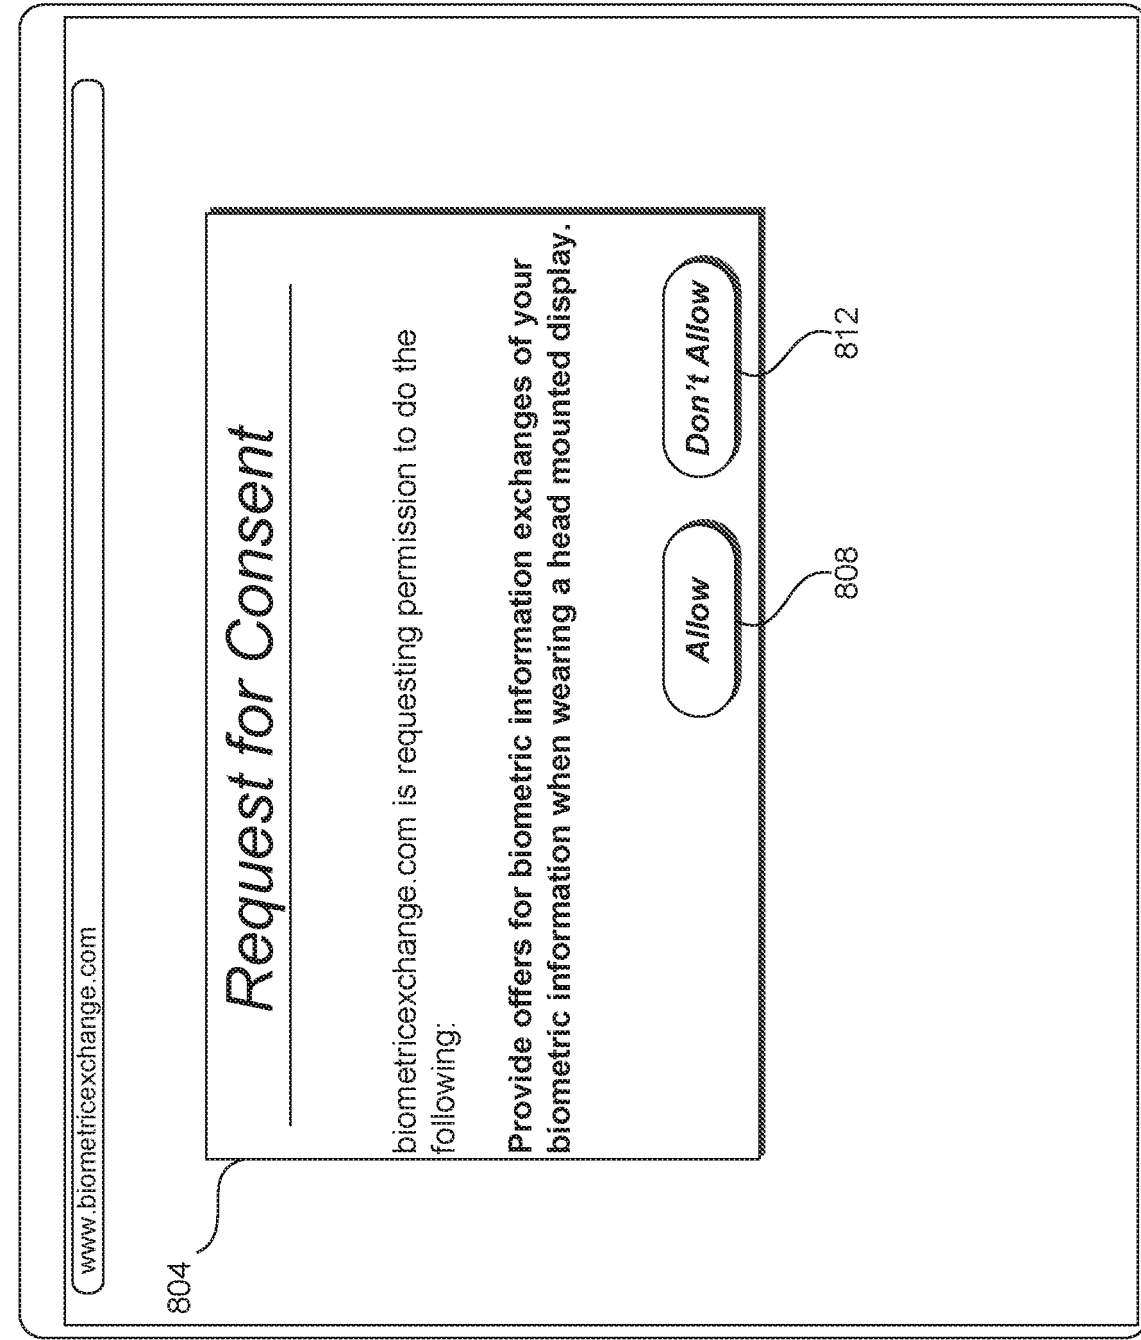 www.biometricexchange.com
804
Request for Consent
biometricexchange.com is requesting permission to do the
following:
Provide offers for biometric information exchanges of your
biometric information when wearing a head mounted display.
Allow
Don't Allow
808
812